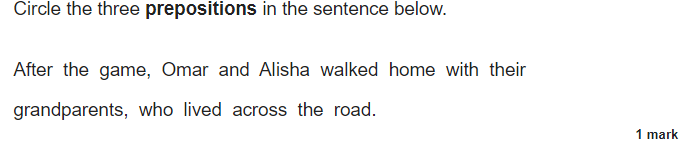 Circle the three prepositions in the sentence below.
After the game, Omar and Alisha walked home with their
grandparents, who lived across the road.
1 mark